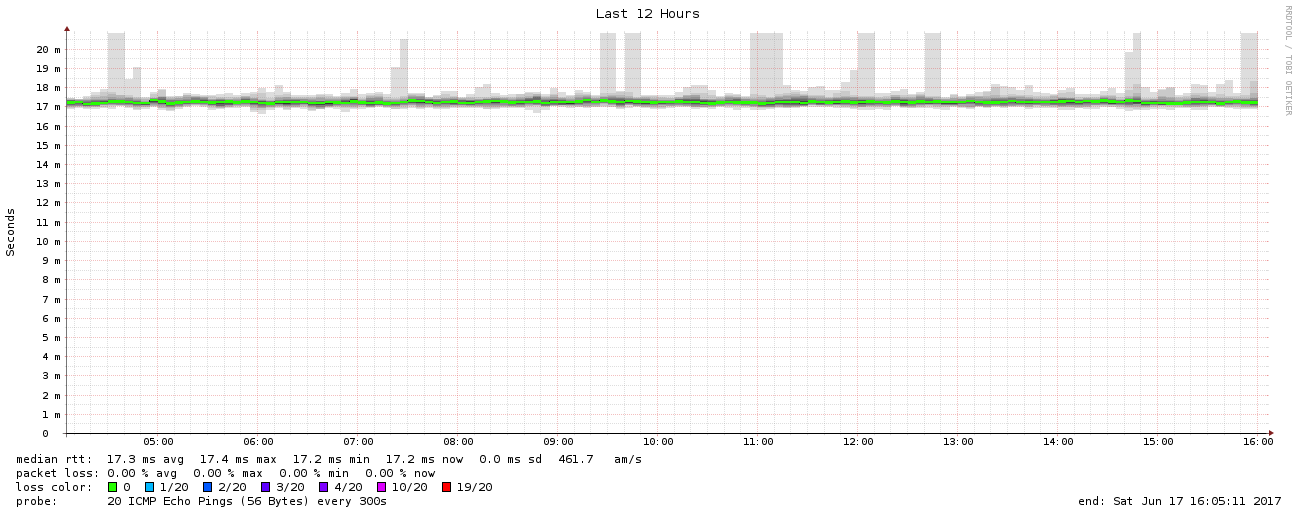 Last 12 Hours
RRDTOOL / TOBI OETIKER
Seconds
20 m
19 m
18 m
17 m
16 m
15 m
14 m
13 m
12 m
11 m
10 m
9 m
8 m
7 m
6 m
5 m
4 m
3 m
2 m
1 m
0
05:00 06:00 07:00 08:00 09:00 10:00 11:00 12:00 13:00 14:00 15:00 16:00
median rtt: 17.3 ms avg 17.4 ms max 17.2 ms min 17.2 ms now 0.0 ms sd 461.7 am/s
packet loss: 0.00 % avg 0.00 % max 0.00 % min 0.00 % now
loss color: 0 1/20 2/20 3/20 4/20 10/20 19/20
probe: 20 ICMP Echo Pings (56 Bytes) every 300s end: Sat Jun 17 16:05:11 2017